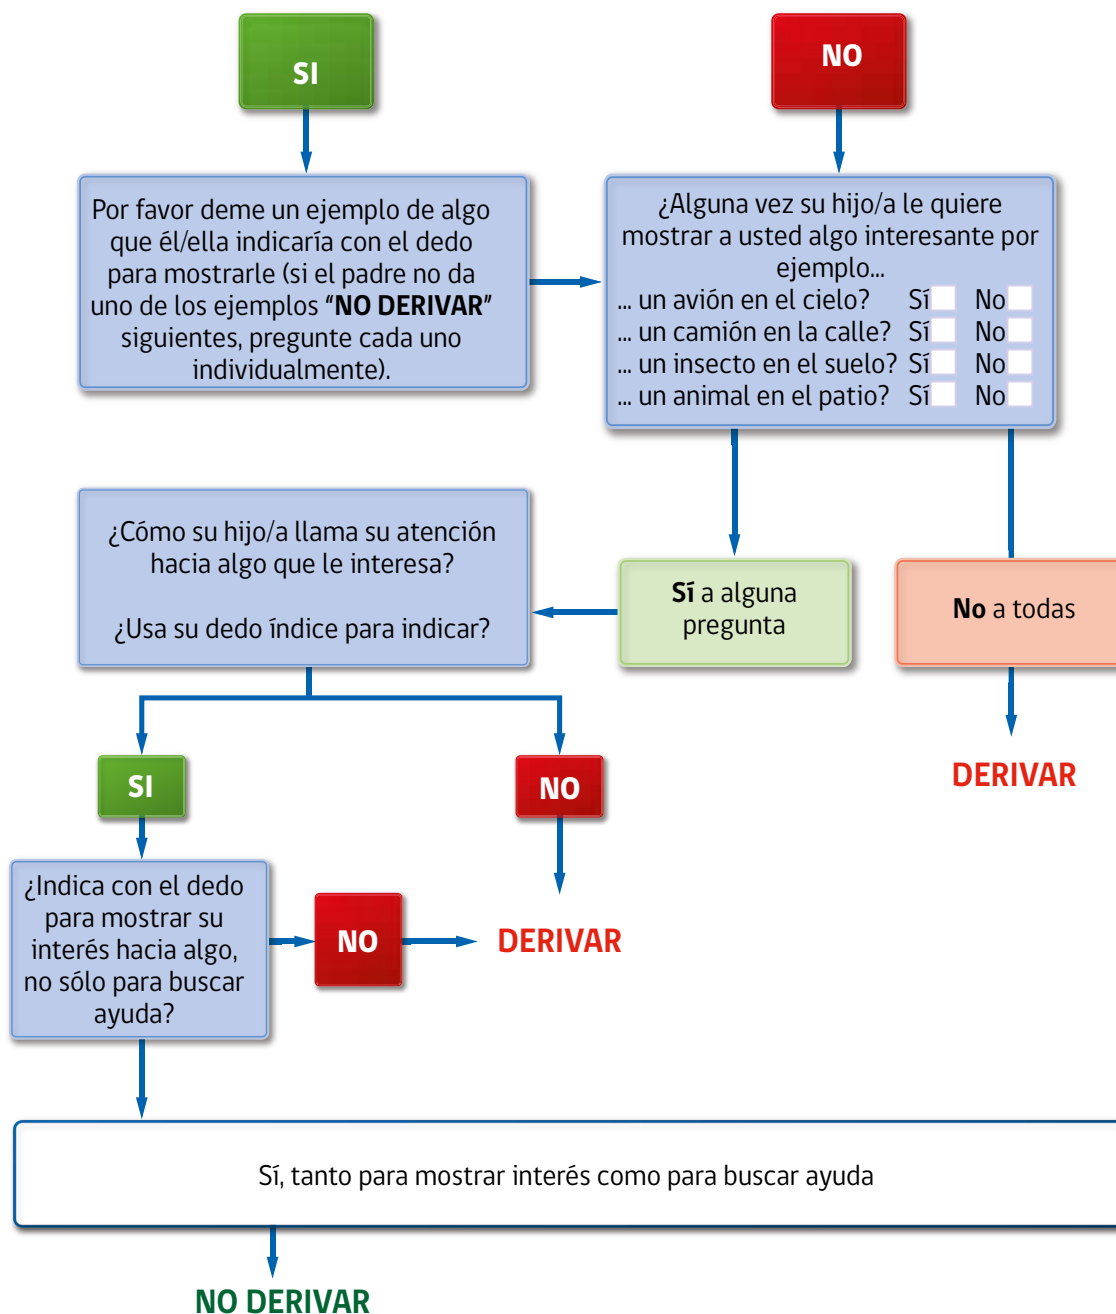 SI
NO
Por favor deme un ejemplo de algo
que él/ella indicaría con el dedo
para mostrarle (si el padre no da
uno de los ejemplos “NO DERIVAR”
siguientes, pregunte cada uno
individualmente).
¿Alguna vez su hijo/a le quiere
mostrar a usted algo interesante por
ejemplo...
... un avión en el cielo? Sí No
... un camión en la calle? Sí No
... un insecto en el suelo? Sí No
... un animal en el patio? Sí No
¿Cómo su hijo/a llama su atención
hacia algo que le interesa?
¿Usa su dedo índice para indicar?
Sí a alguna
pregunta
No a todas
SI
NO
DERIVAR
¿Indica con el dedo
para mostrar su
interés hacia algo,
no sólo para buscar
ayuda?
NO
DERIVAR
Sí, tanto para mostrar interés como para buscar ayuda
NO DERIVAR